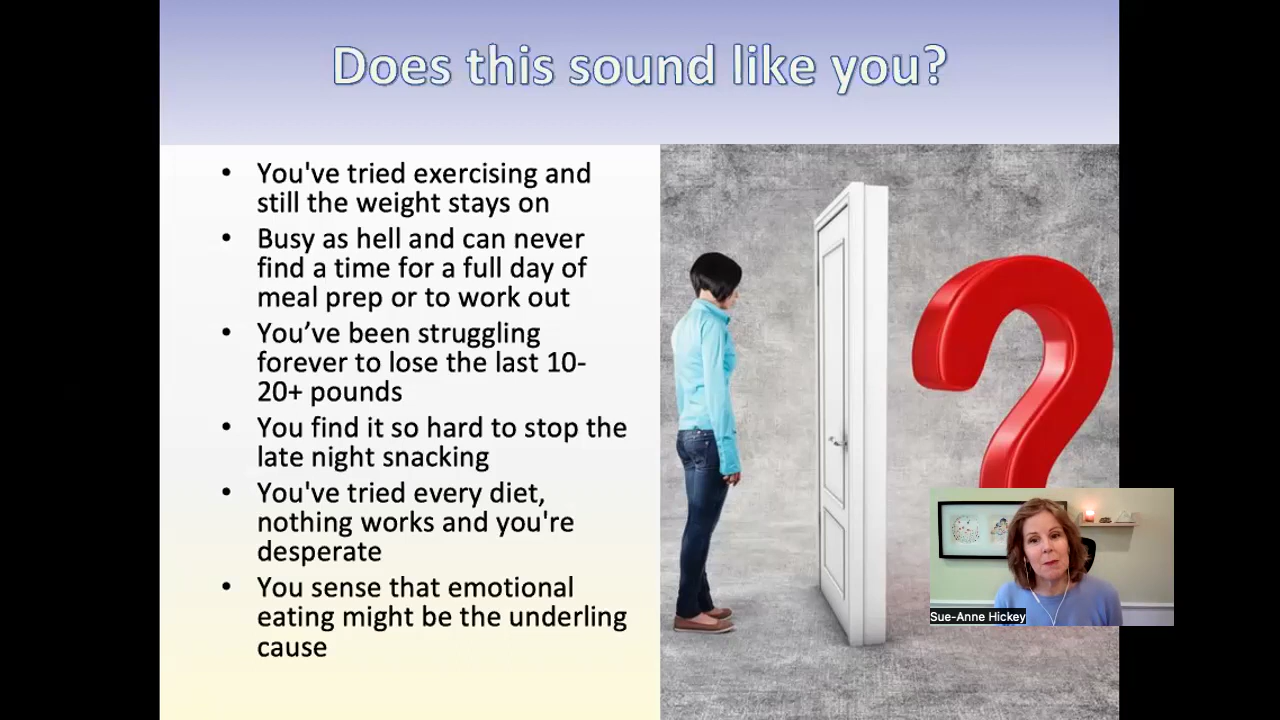 Does this sound like you?
• You've tried exercising and
still the weight stays on
• Busy as hell and can never
find a time for a full day of
meal prep or to work out
• You’ve been struggling
forever to lose the last 10-
20+ pounds
• You find it so hard to stop the
late night snacking
• You've tried every diet,
nothing works and you're
desperate
• You sense that emotional
eating might be the underling
cause
Sue-Anne Hickey